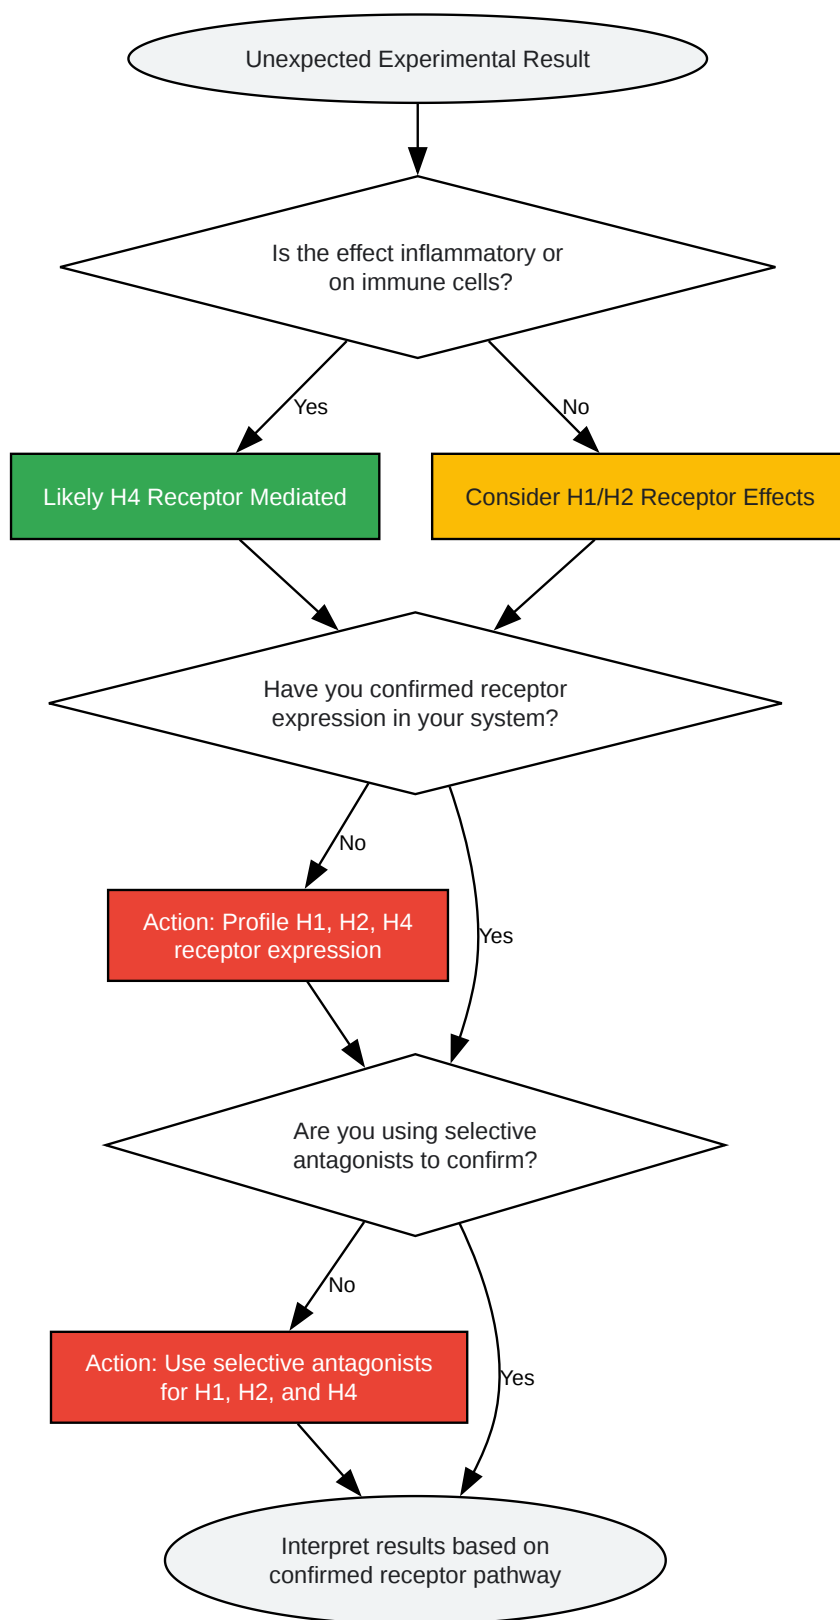 Unexpected Experimental Result
Is the effect inflammatory or
on immune cells?
Yes
No
Likely H4 Receptor Mediated
Consider H1/H2 Receptor Effects
Have you confirmed receptor
expression in your system?
No
Action: Profile H1, H2, H4
receptor expression
Yes
Are you using selective
antagonists to confirm?
No
Action: Use selective antagonists
for H1, H2, and H4
Yes
Interpret results based on
confirmed receptor pathway